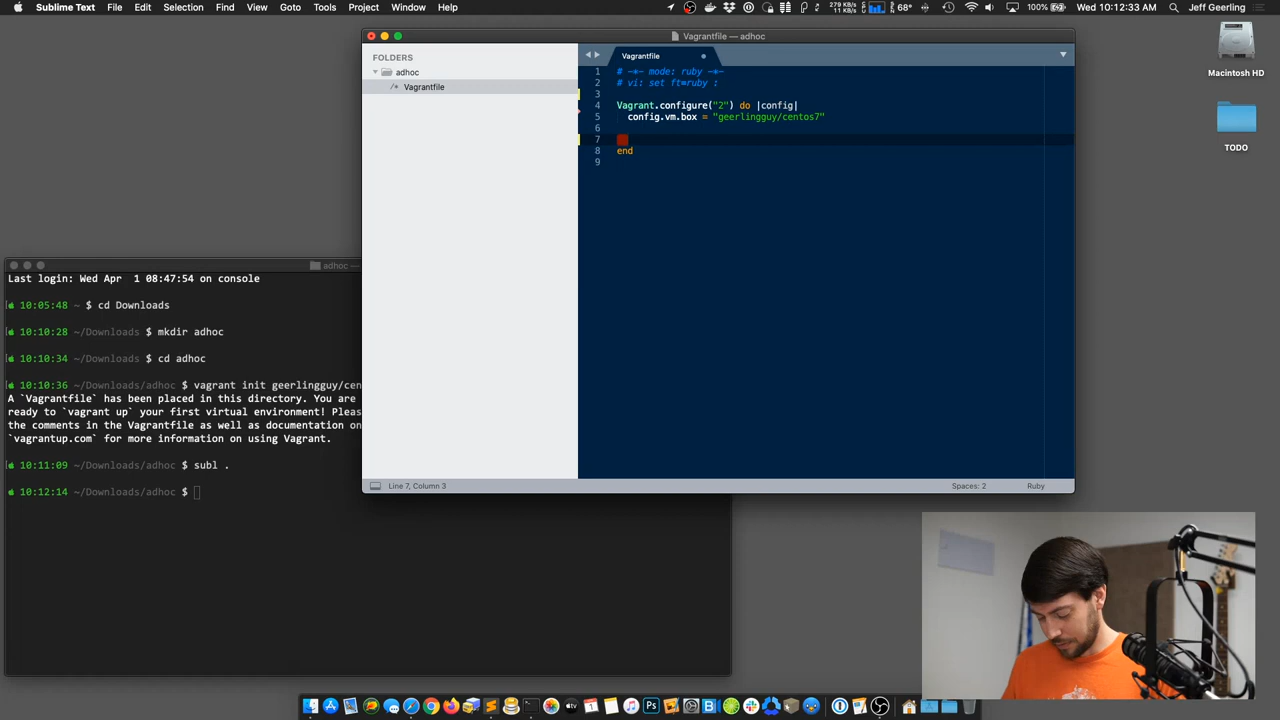 Sublime Text File Edit Selection Find View Goto Tools Project Window Help
279 KB/s
68° 100% Wed Apr 1 10:12:33 AM Jeff Geerling
Vagrantfile — adhoc
FOLDERS
adhoc
Vagrantfile
Vagrantfile
1 # -*- mode: ruby -*-
2 # vi: set ft=ruby :
3
4 Vagrant.configure("2") do |config|
5 config.vm.box = "geerlingguy/centos7"
6
7
8 end
9
Line 7, Column 3
Spaces: 2
Ruby
Macintosh HD
TODO
adhoc —
Last login: Wed Apr 1 08:47:54 on console
10:05:48 ~ $ cd Downloads
10:10:28 ~/Downloads $ mkdir adhoc
10:10:34 ~/Downloads $ cd adhoc
10:10:36 ~/Downloads/adhoc $ vagrant init geerlingguy/cen
A `Vagrantfile` has been placed in this directory. You are
ready to `vagrant up` your first virtual environment! Pleas
the comments in the Vagrantfile as well as documentation on
`vagrantup.com` for more information on using Vagrant.
10:11:09 ~/Downloads/adhoc $ subl .
10:12:14 ~/Downloads/adhoc $